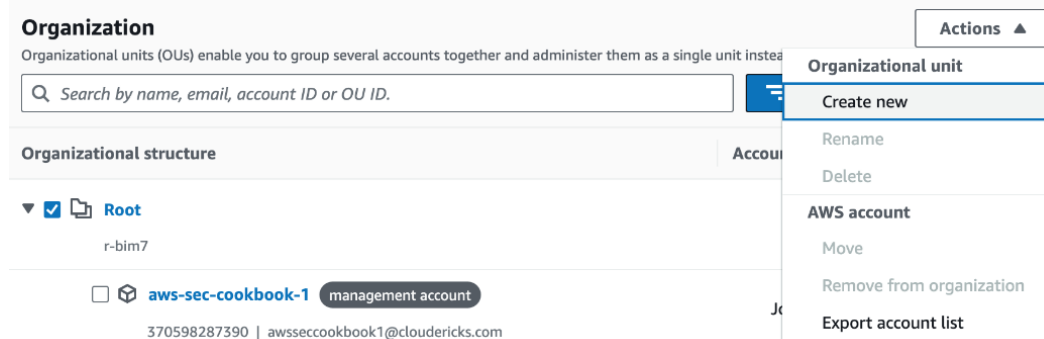 Organization
Actions
Organizational units (OUs) enable you to group several accounts together and administer them as a single unit
Organizational unit
Search by name, email, account ID or OU ID.
Create new
Rename
Organizational structure
Delete
AWS account
Root
Move
r-bim7
Remove from organization
aws-sec-cookbook-1 management account
Export account list
370598287390 | awsseccookbook1@cloudericks.com